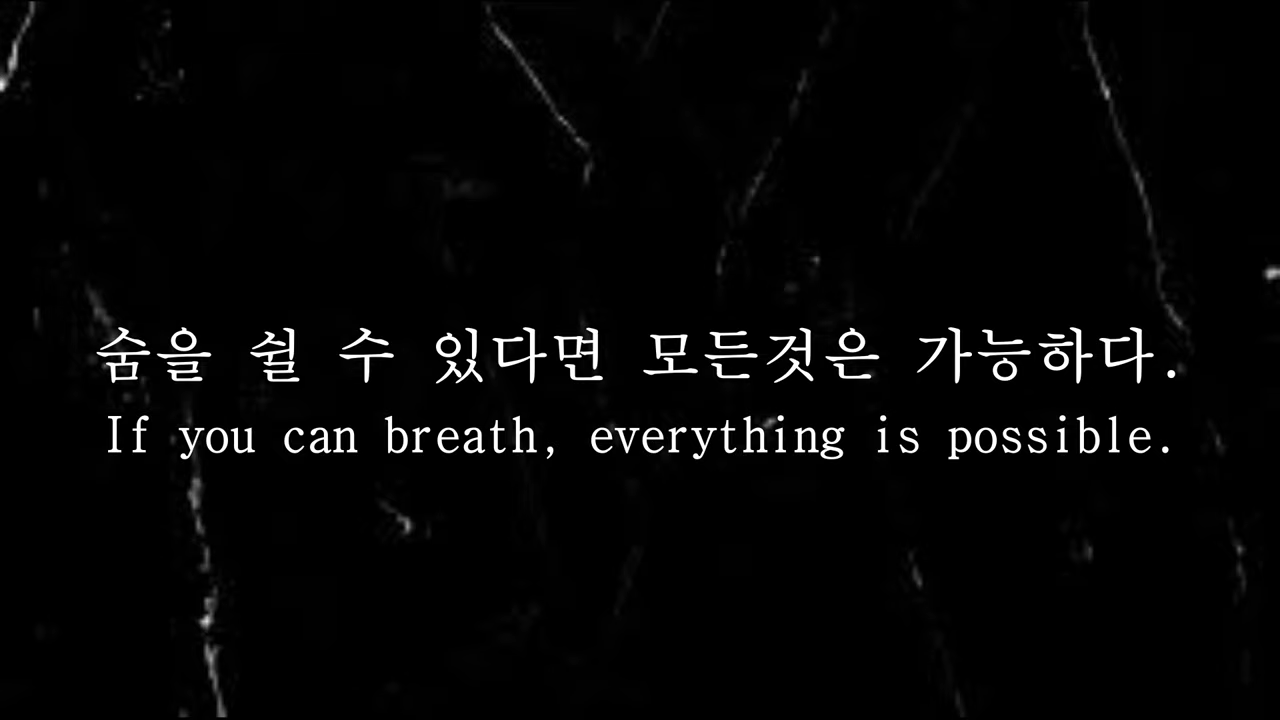 숨을 쉴 수 있다면 모든것은 가능하다.
If you can breath, everything is possible.